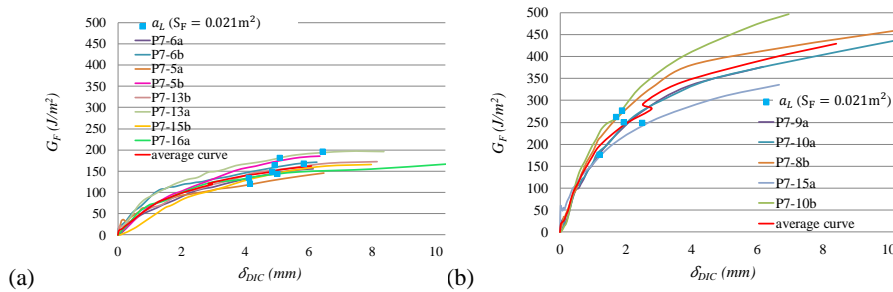 500
450
400
350
300
250
200
150
100
50
0
G_F (J/m²)
a_L (S_F = 0.021m²)
P7-6a
P7-6b
P7-5a
P7-5b
P7-13b
P7-13a
P7-15b
P7-16a
average curve
0 2 4 6 8 10
δ_DIC (mm)
(a)
500
450
400
350
300
250
200
150
100
50
0
G_F (J/m²)
a_L (S_F = 0.021m²)
P7-9a
P7-10a
P7-8b
P7-15a
P7-10b
average curve
0 2 4 6 8 10
δ_DIC (mm)
(b)